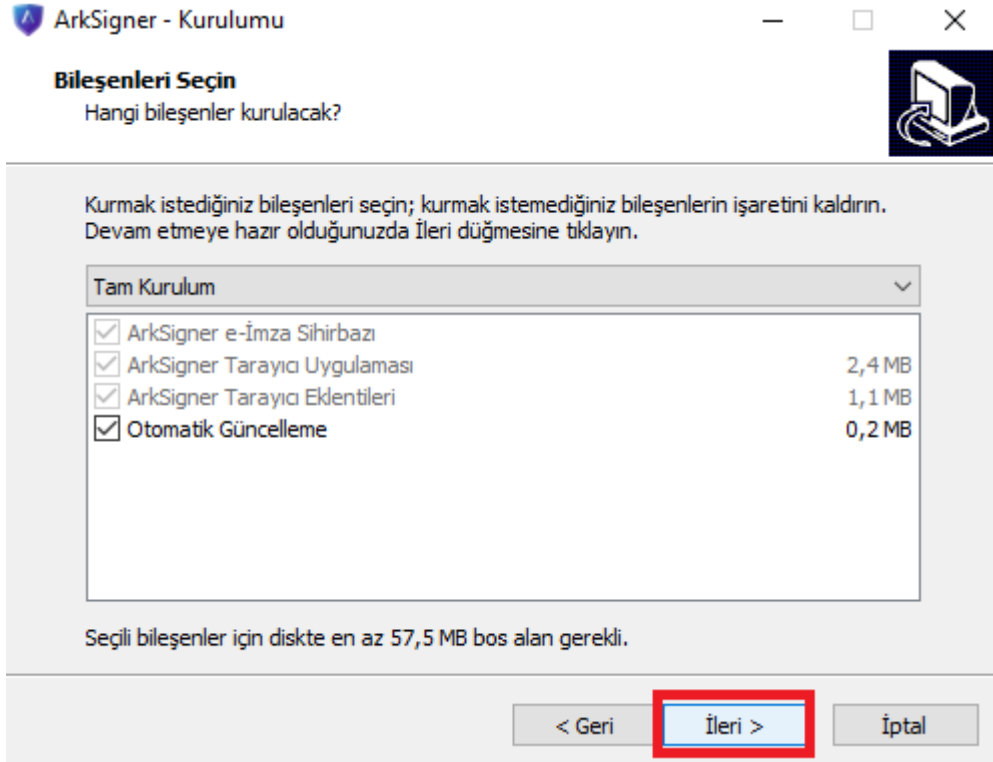 ArkSigner - Kurulumu
Bileşenleri Seçin
Hangi bileşenler kurulacak?
Kurmak istediğiniz bileşenleri seçin; kurmak istemediğiniz bileşenlerin işaretini kaldırın.
Devam etmeye hazır olduğunuzda İleri düğmesine tıklayın.
Tam Kurulum
ArkSigner e-İmza Sihirbazı
ArkSigner Tarayıcı Uygulaması 2,4 MB
ArkSigner Tarayıcı Eklentileri 1,1 MB
Otomatik Güncelleme 0,2 MB
Seçili bileşenler için diskte en az 57,5 MB bos alan gerekli.
< Geri İleri > İptal